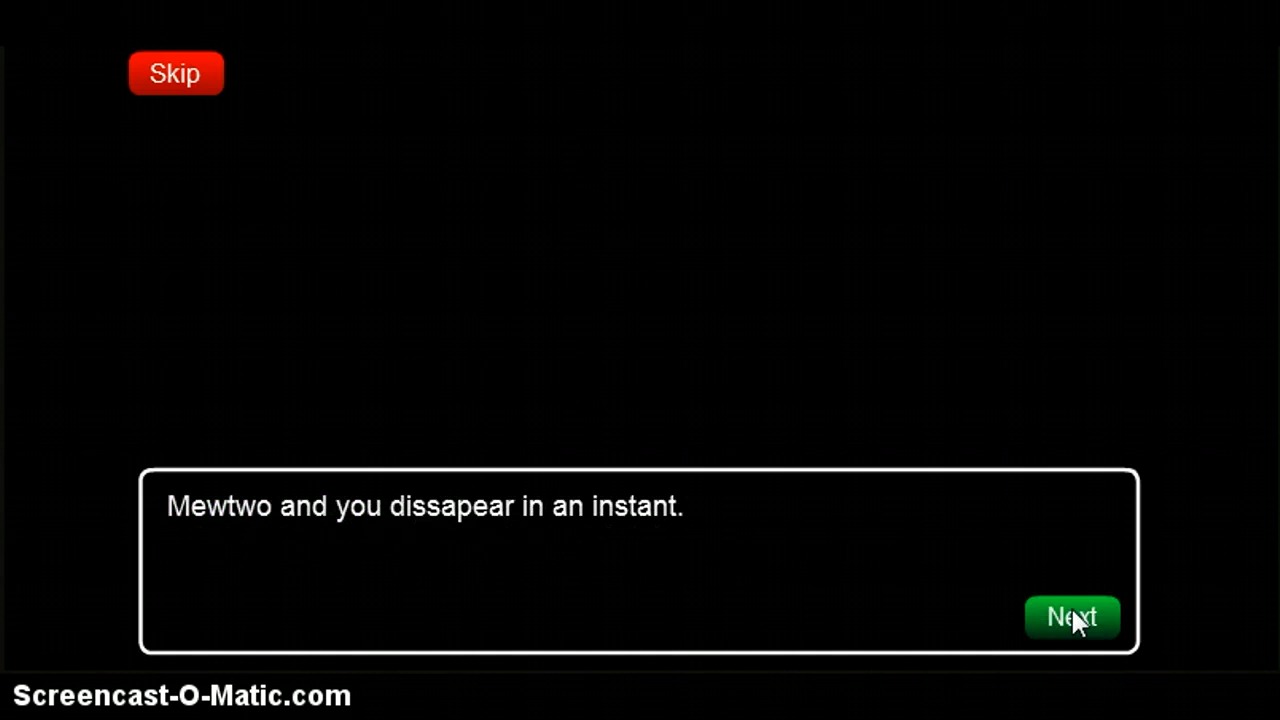 Skip
Mewtwo and you dissapear in an instant.
Next
Screencast-O-Matic.com